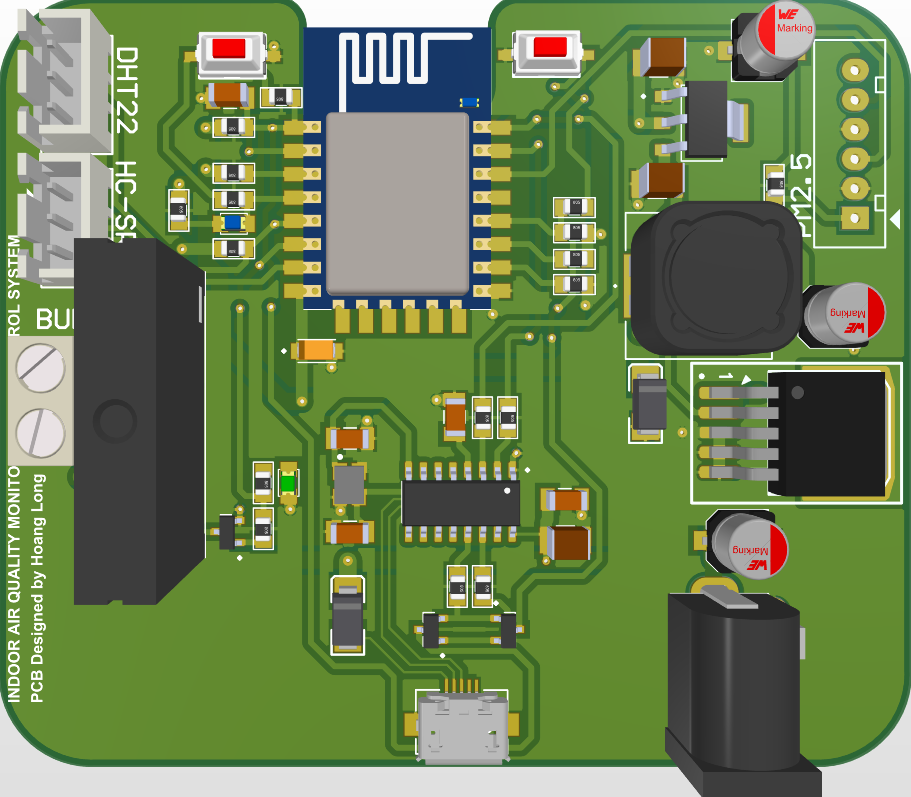 DHT22
HC-S
BU
PM2.5
1
WE
Marking
WE
Marking
WE
Marking
ROL SYSTEM
INDOOR AIR QUALITY MONITO
PCB Designed by Hoang Long